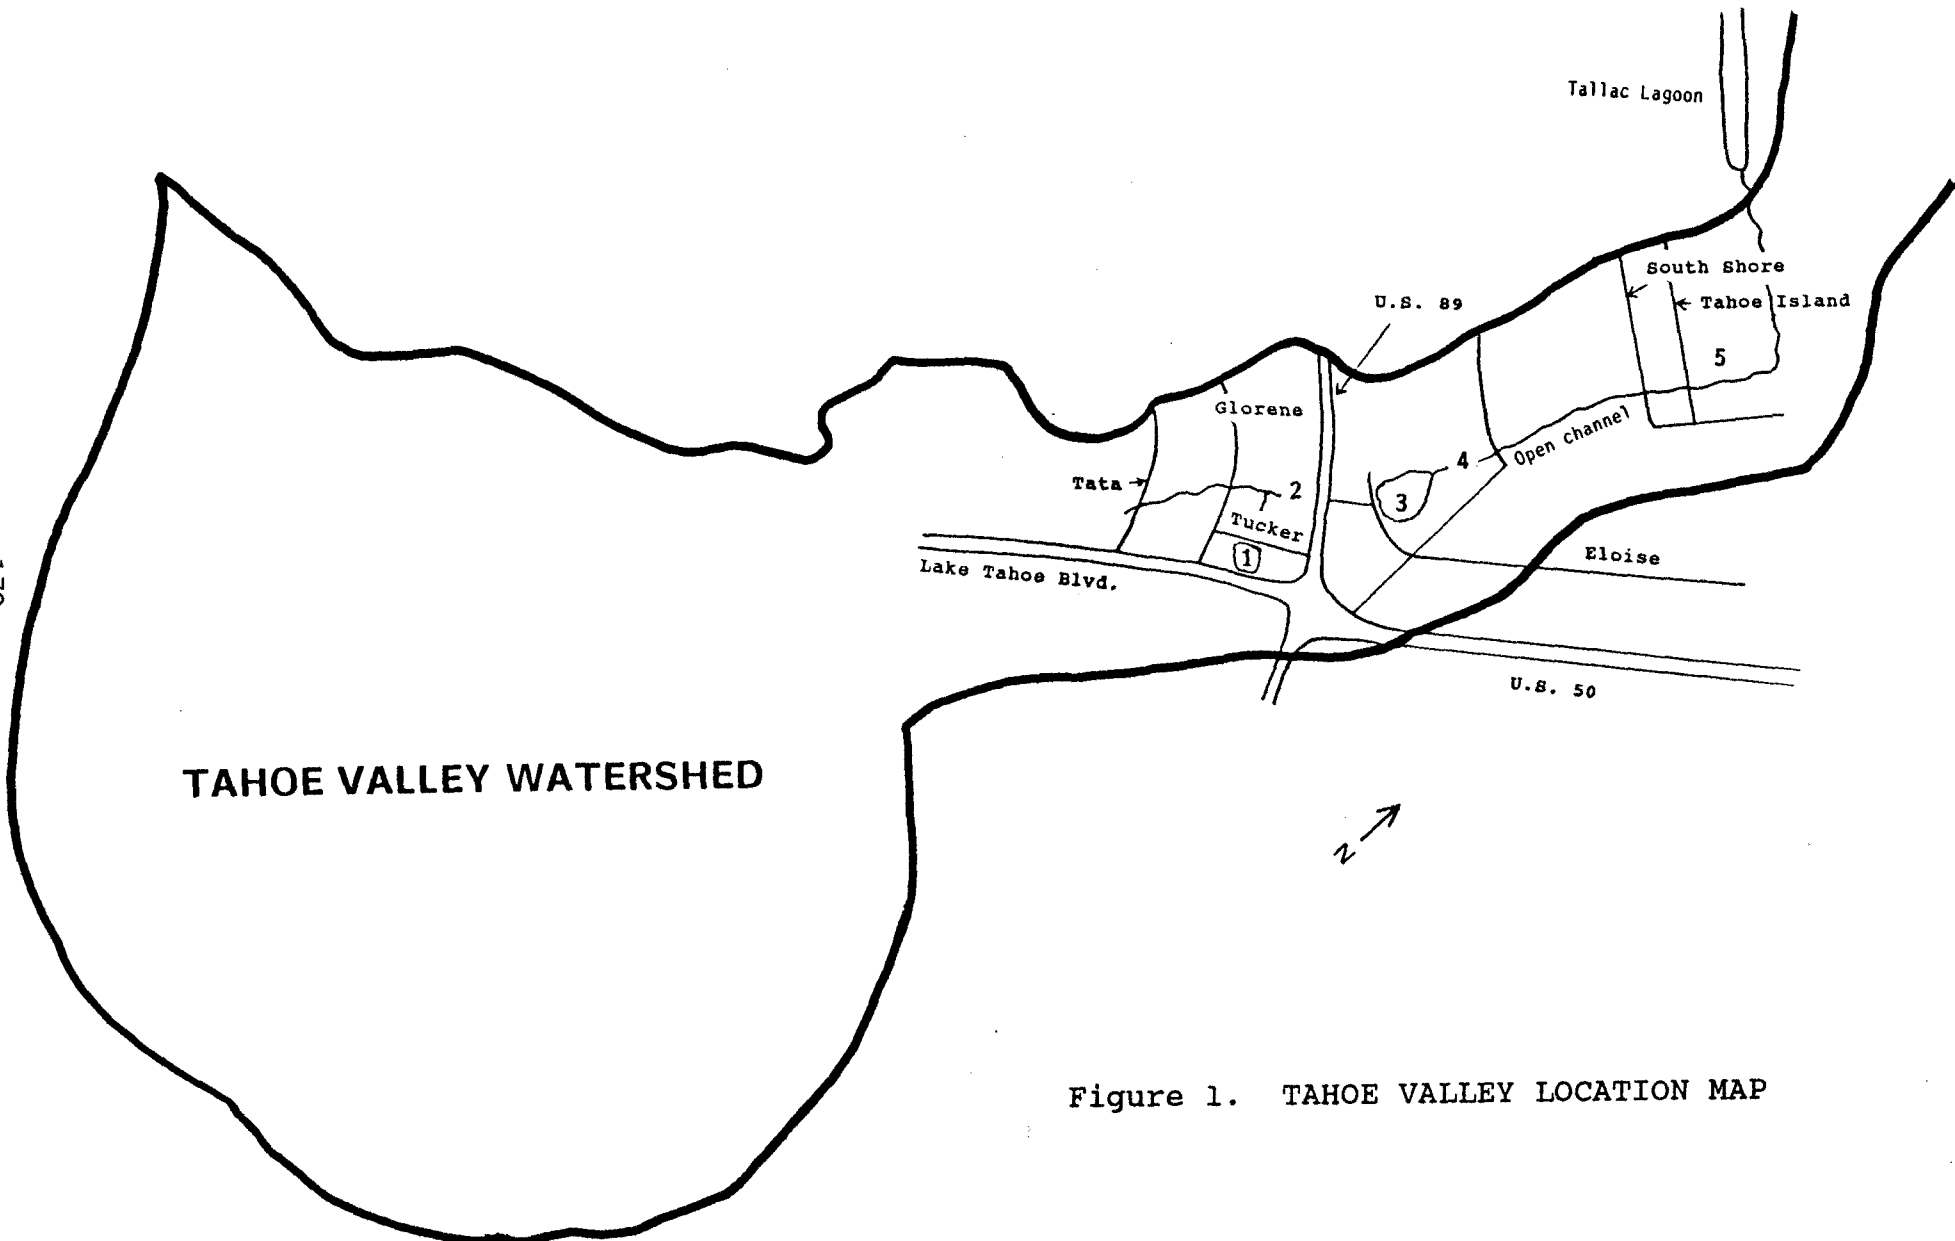 Tallac Lagoon
South Shore
U.S. 89
Tahoe Island
5
Glorene
Open Channel
4
Tata
2
3
Tucker
1
Eloise
Lake Tahoe Blvd.
U.S. 50
TAHOE VALLEY WATERSHED
N
Figure 1. TAHOE VALLEY LOCATION MAP